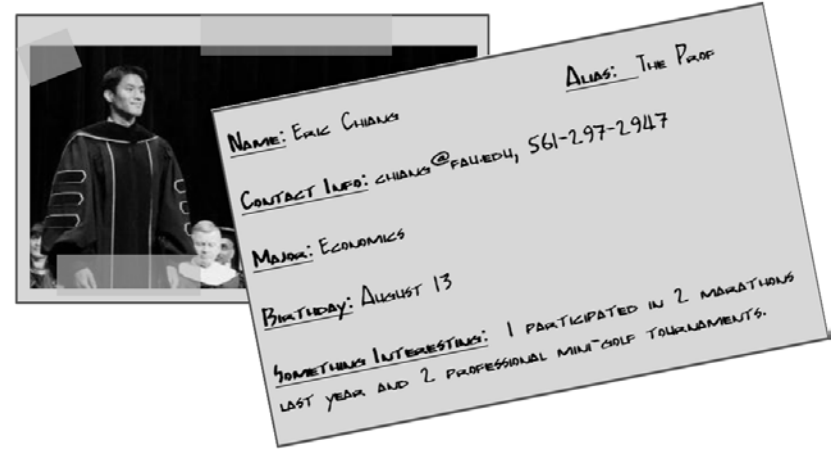 Alias: The Prof
Name: Eric Chiang
Contact Info: chiang@fau.edu, 561-297-2947
Major: Economics
Birthday: August 13
Something Interesting: I participated in 2 marathons
last year and 2 professional mini-golf tournaments.